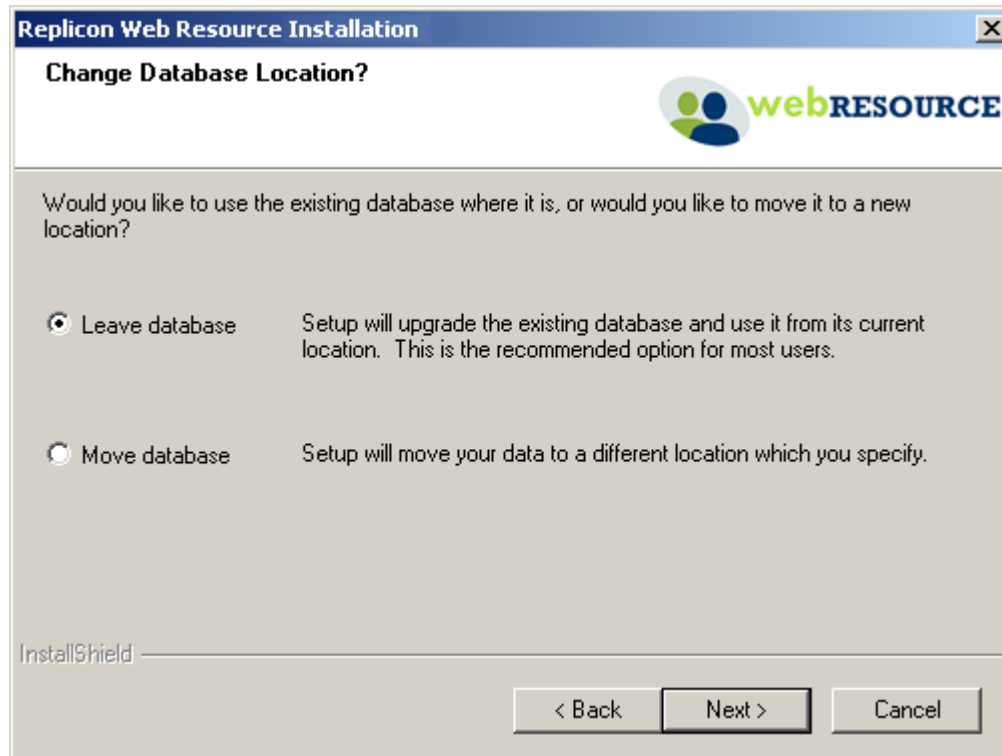 Replicon Web Resource Installation
Change Database Location?
webRESOURCE
Would you like to use the existing database where it is, or would you like to move it to a new
location?
Leave database
Setup will upgrade the existing database and use it from its current
location.  This is the recommended option for most users.
Move database
Setup will move your data to a different location which you specify.
InstallShield
< Back
Next >
Cancel